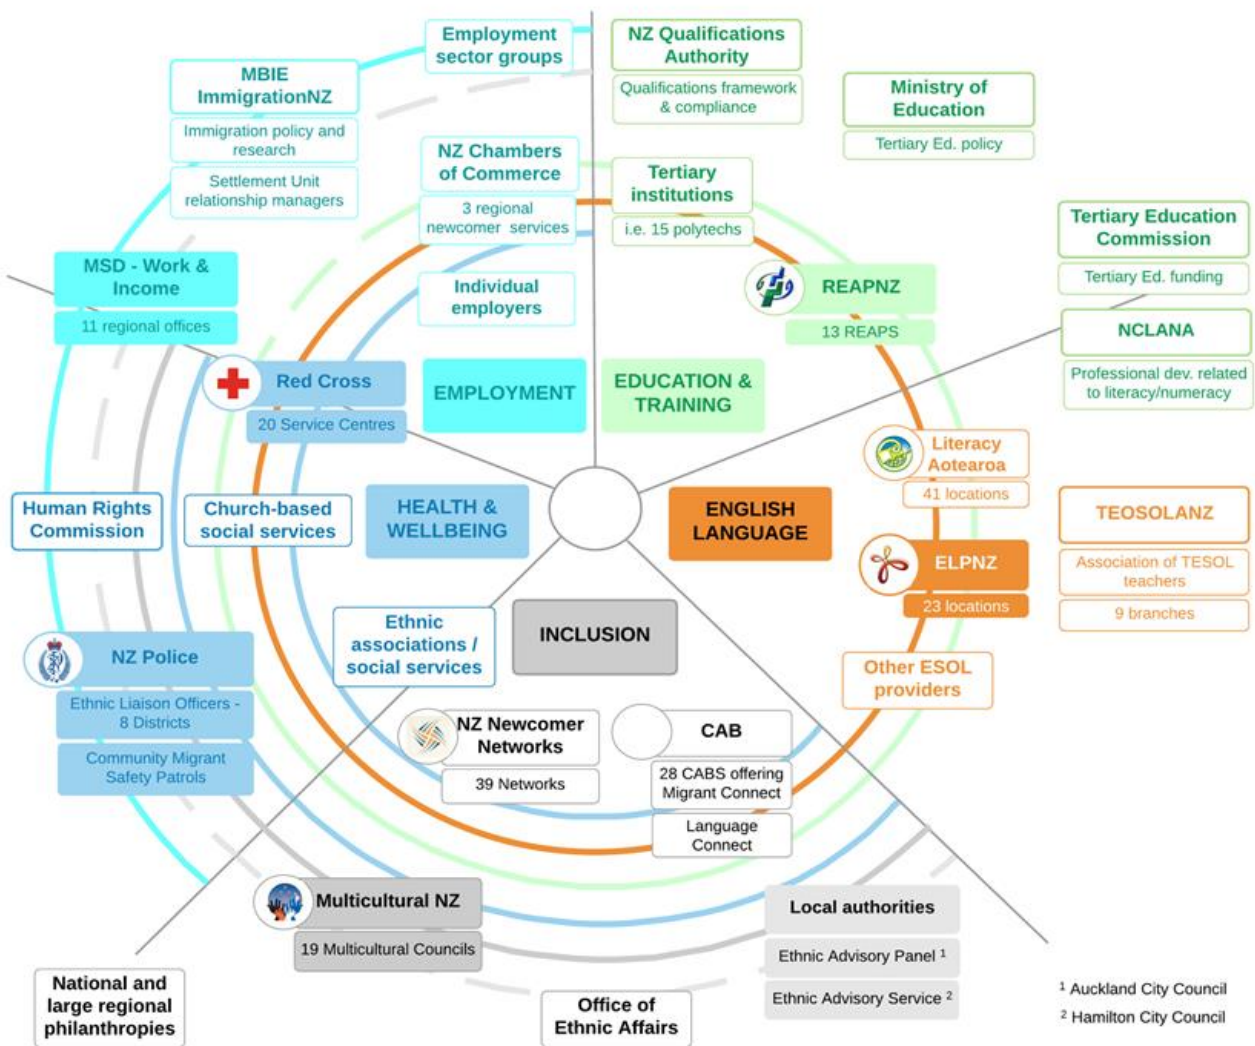 Employment
sector groups
NZ Qualifications
Authority
Qualifications framework
& compliance
MBIE
ImmigrationNZ
Immigration policy and
research
Settlement Unit
relationship managers
Ministry of
Education
Tertiary Ed. policy
NZ Chambers
of Commerce
3 regional
newcomer services
Tertiary
institutions
i.e. 15 polytechs
Tertiary Education
Commission
Tertiary Ed. funding
MSD - Work &
Income
11 regional offices
Individual
employers
REAPNZ
13 REAPS
NCLANA
Professional dev. related
to literacy/numeracy
Red Cross
20 Service Centres
EMPLOYMENT
EDUCATION &
TRAINING
Literacy
Aotearoa
41 locations
Human Rights
Commission
Church-based
social services
HEALTH &
WELLBEING
ENGLISH
LANGUAGE
TEOSOLANZ
Association of TESOL
teachers
9 branches
ELPNZ
23 locations
Ethnic
associations /
social services
INCLUSION
NZ Police
Ethnic Liaison Officers -
8 Districts
Community Migrant
Safety Patrols
Other ESOL
providers
NZ Newcomer
Networks
39 Networks
CAB
28 CABS offering
Migrant Connect
Language
Connect
Multicultural NZ
19 Multicultural Councils
Local authorities
Ethnic Advisory Panel 1
Ethnic Advisory Service 2
National and
large regional
philanthropies
Office of
Ethnic Affairs
1 Auckland City Council
2 Hamilton City Council